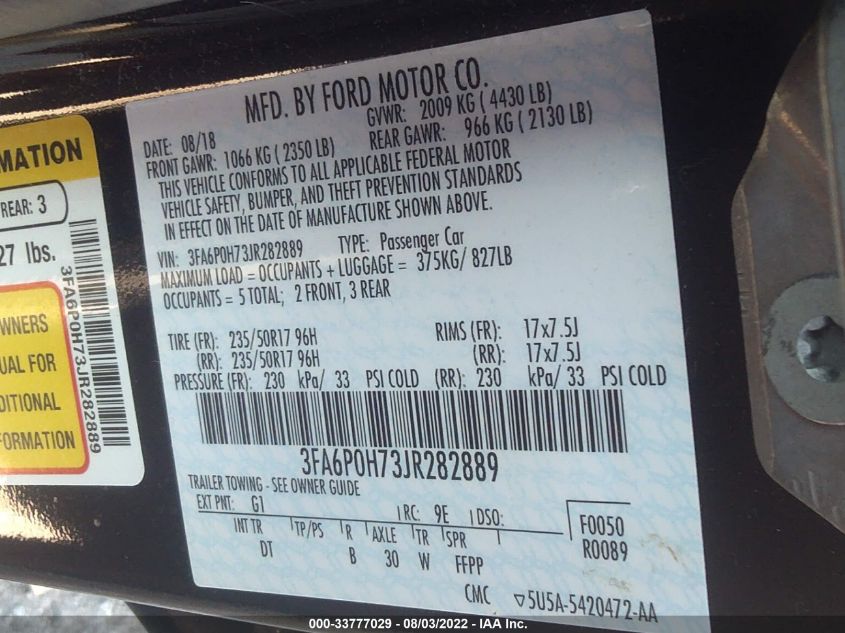 MFD. BY FORD MOTOR CO.
DATE: 08/18 GVWR: 2009 KG ( 4430 LB)
FRONT GAWR: 1066 KG ( 2350 LB) REAR GAWR: 966 KG ( 2130 LB)
THIS VEHICLE CONFORMS TO ALL APPLICABLE FEDERAL MOTOR
VEHICLE SAFETY, BUMPER, AND THEFT PREVENTION STANDARDS
IN EFFECT ON THE DATE OF MANUFACTURE SHOWN ABOVE.
VIN: 3FA6P0H73JR282889 TYPE: Passenger Car
MAXIMUM LOAD = OCCUPANTS + LUGGAGE = 375KG/ 827LB
OCCUPANTS = 5 TOTAL; 2 FRONT, 3 REAR
TIRE (FR): 235/50R17 96H RIMS (FR): 17x7.5J
(RR): 235/50R17 96H (RR): 17x7.5J
PRESSURE (FR): 230 kPa/ 33 PSI COLD (RR): 230 kPa/ 33 PSI COLD
3FA6P0H73JR282889
TRAILER TOWING - SEE OWNER GUIDE
EXT PNT: G1 RC: 9E DSO: F0050
INT TR TP/PS R AXLE TR SPR R0089
DT B 30 W FFPP
CMC ▽5U5A-5420472-AA
MATION
REAR: 3
27 lbs.
3FA6P0H73JR282889
WNERS
UAL FOR
DITIONAL
FORMATION
000-33777029 - 08/03/2022 - IAA Inc.